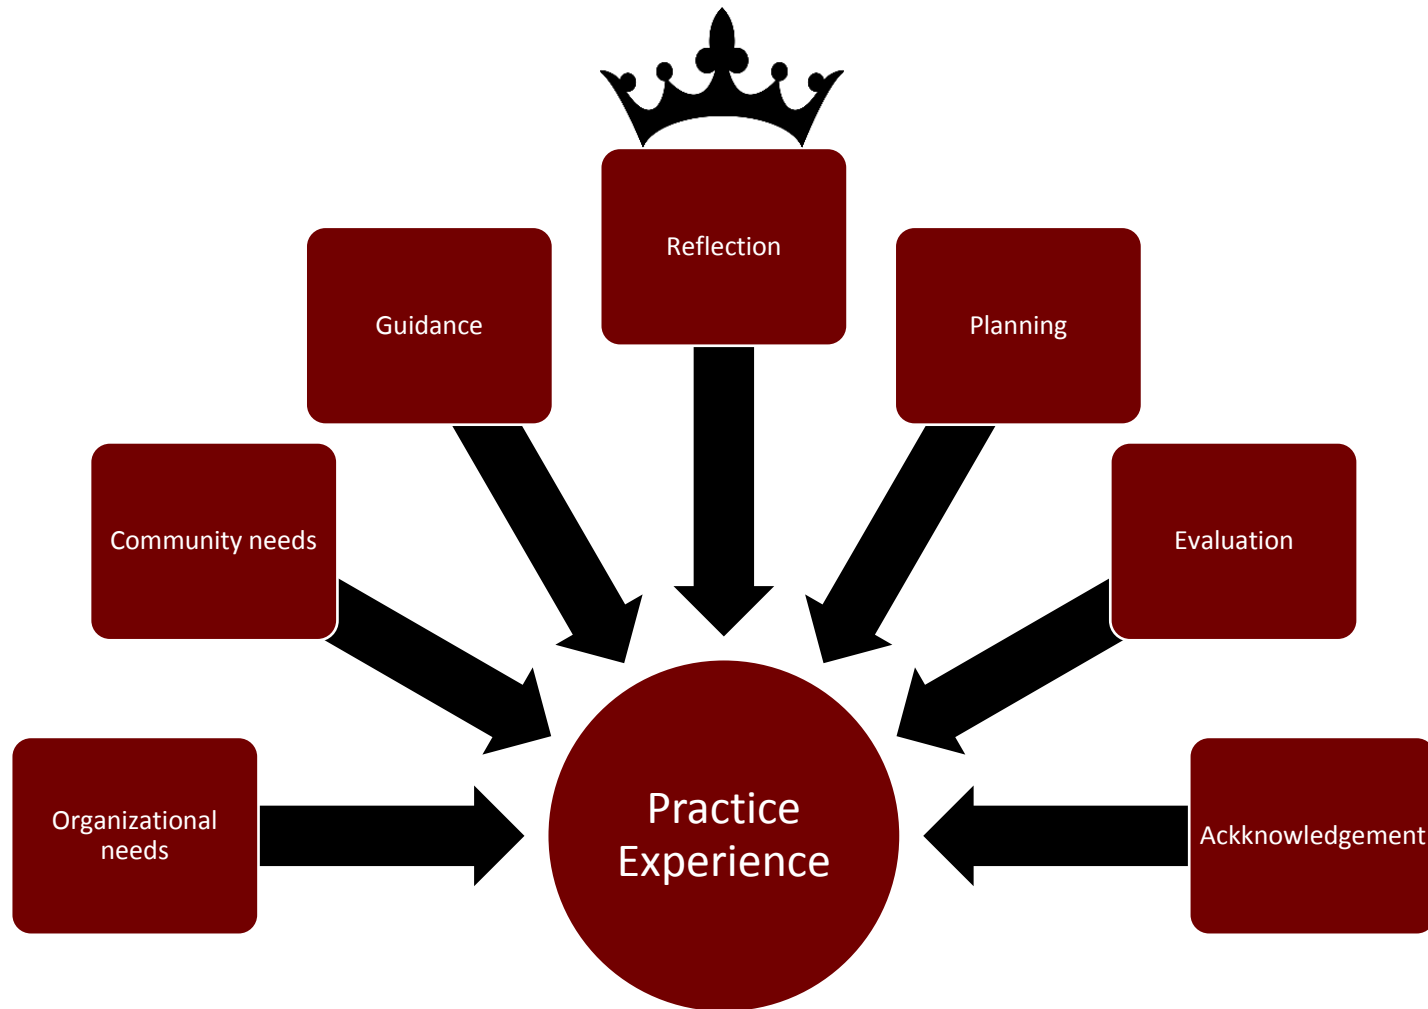 Reflection
Guidance
Planning
Community needs
Evaluation
Organizational
needs
Practice
Experience
Ackknowledgement